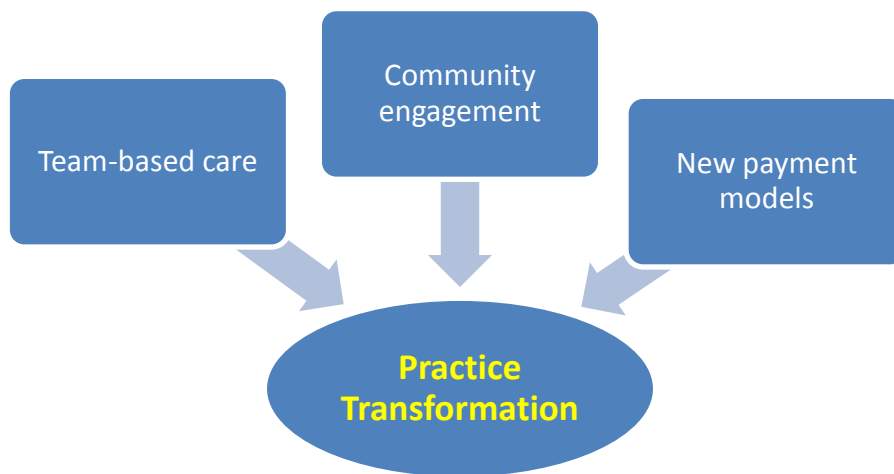 Team-based care
Community
engagement
New payment
models
Practice
Transformation